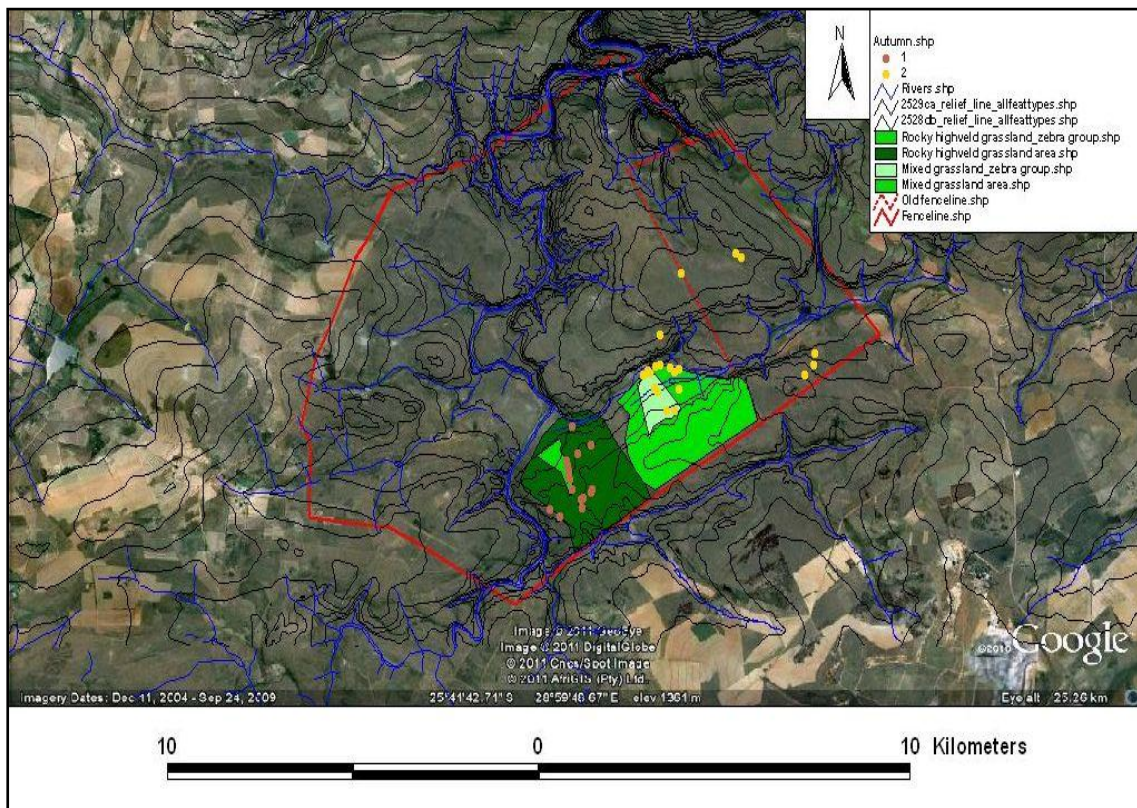 N
Autumn.shp
1
2
Rivers.shp
2529ca_relief_line_allfeattypes.shp
2528db_relief_line_allfeattypes.shp
Rocky highveld grassland_zebra group.shp
Rocky highveld grassland area.shp
Mixed grassland_zebra group.shp
Mixed grassland area.shp
Oldfenceline.shp
Fenceline.shp
Image © 2011 GeoEye
Image © 2011 DigitalGlobe
© 2011 Cnes/Spot Image
© 2011 AfriGIS (Pty) Ltd.
©2010 Google
Imagery Dates: Dec 11, 2004 - Sep 24, 2009
25°41'42.71" S 28°59'48.67" E elev 1361 m
Eye alt 25.26 km
10 0 10 Kilometers